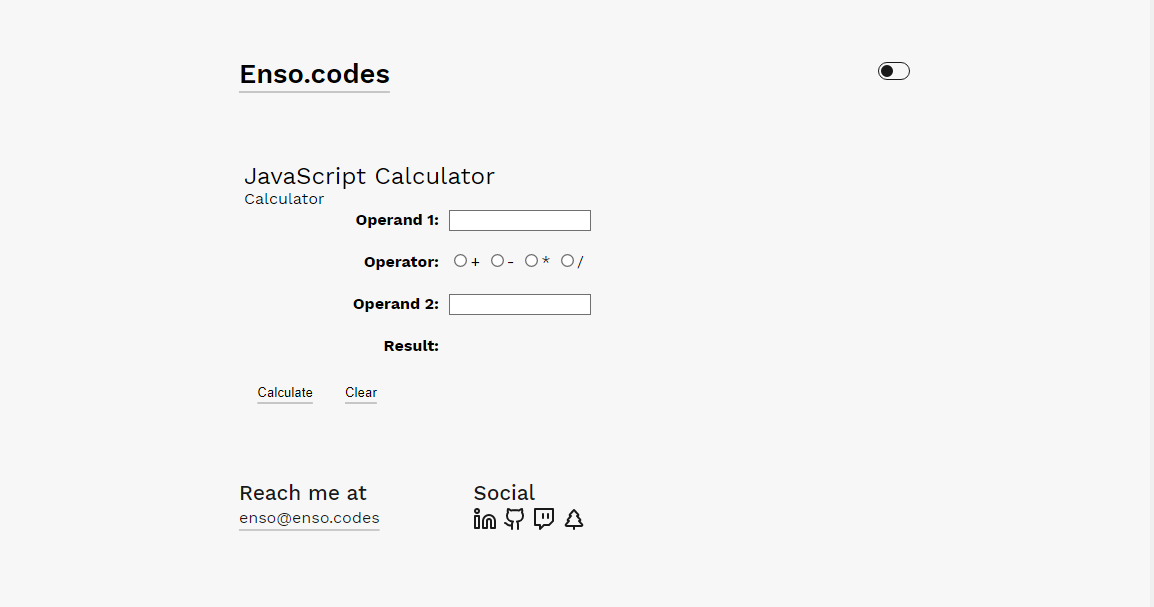 Enso.codes
JavaScript Calculator
Calculator
Operand 1:
Operator: + - * /
Operand 2:
Result:
Calculate Clear
Reach me at Social
enso@enso.codes